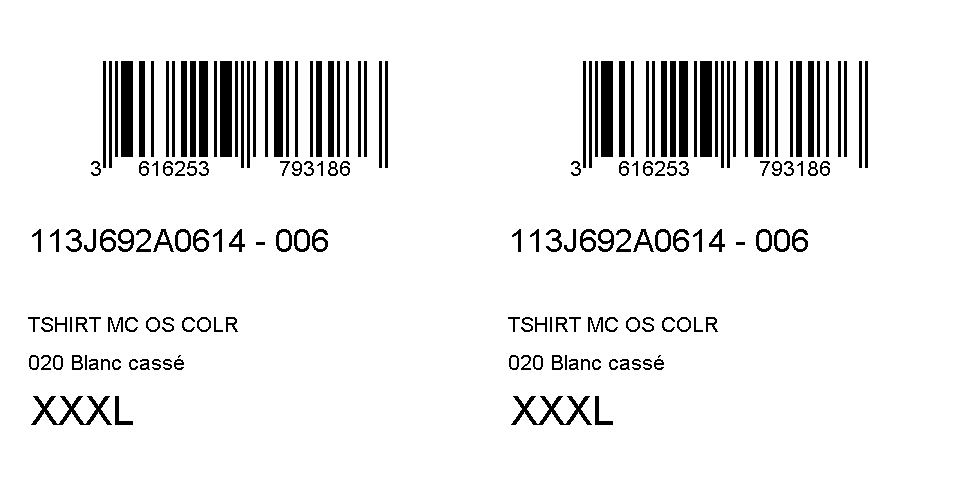 3 616253 793186
113J692A0614 - 006
TSHIRT MC OS COLR
020 Blanc cassé
XXXL
3 616253 793186
113J692A0614 - 006
TSHIRT MC OS COLR
020 Blanc cassé
XXXL